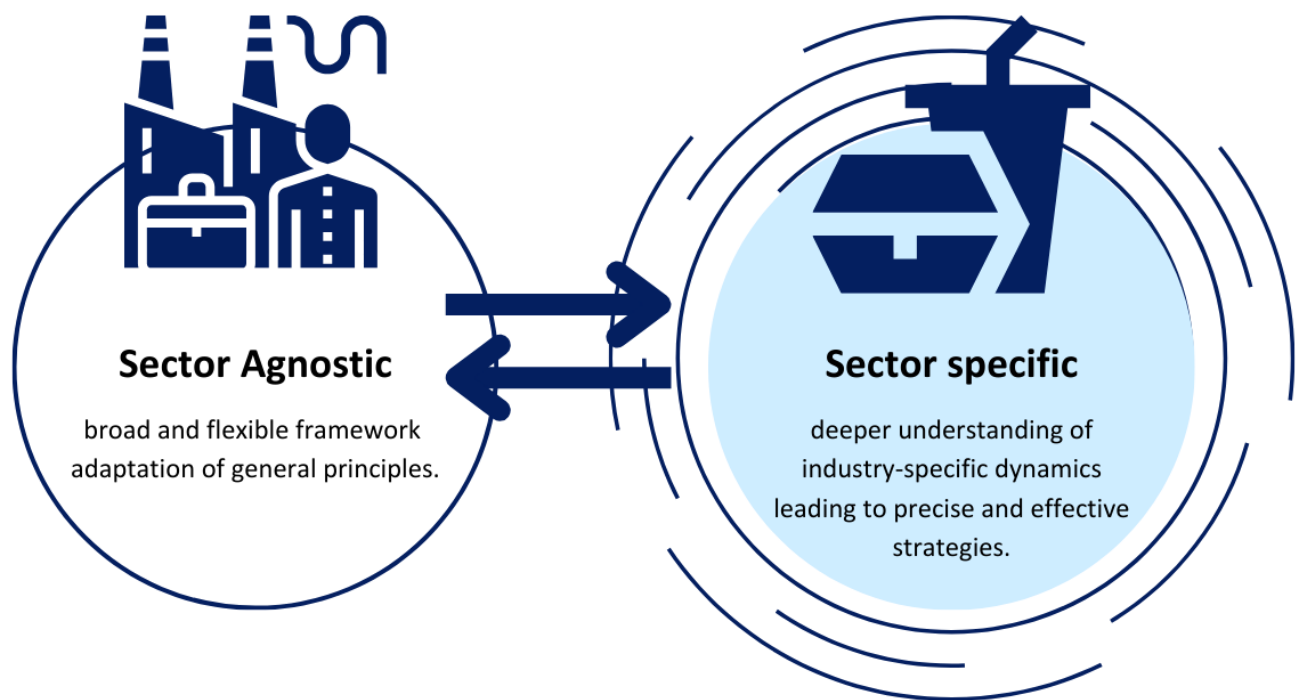 Sector Agnostic
broad and flexible framework
adaptation of general principles.
Sector specific
deeper understanding of
industry-specific dynamics
leading to precise and effective
strategies.